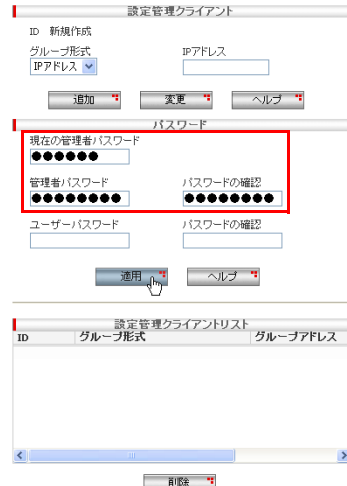 設定管理クライアント
ID 新規作成
グループ形式 IPアドレス
IPアドレス
追加 変更 ヘルプ
パスワード
現在の管理者パスワード
●●●●●●
管理者パスワード パスワードの確認
●●●●●●●● ●●●●●●●●
ユーザーパスワード パスワードの確認
適用 ヘルプ
設定管理クライアントリスト
ID グループ形式 グループアドレス
削除